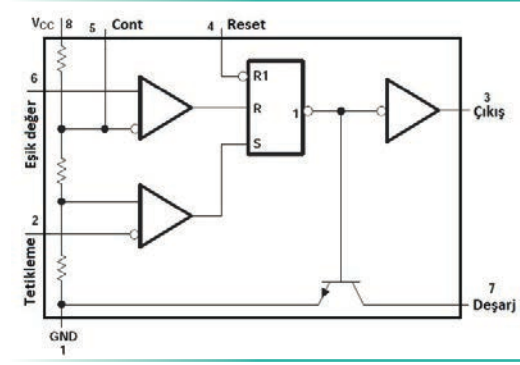 Vcc 8
5 Cont
4 Reset
6
Eşik değer
R1
R
1
S
3
Çıkış
2
Tetikleme
7
Deşarj
GND
1